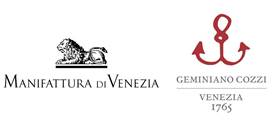 MANIFATTURA DI VENEZIA
GEMINIANO COZZI
VENEZIA
1765